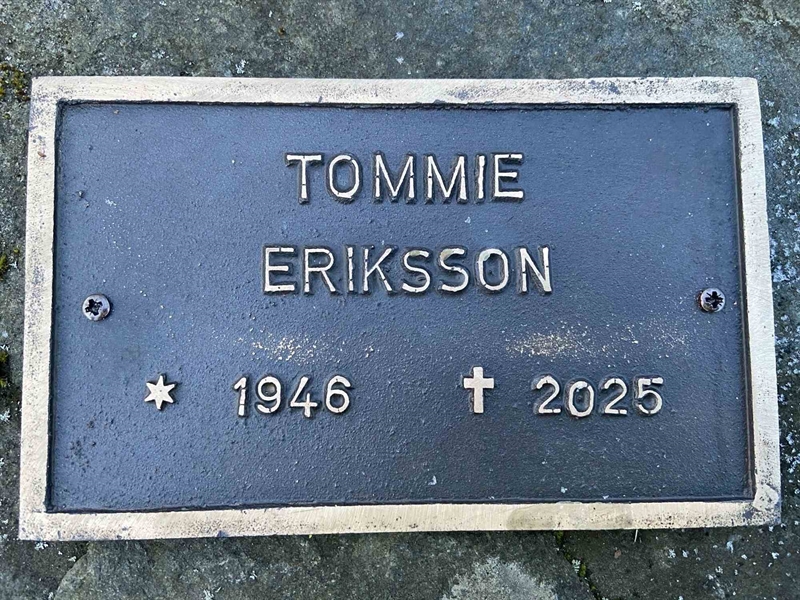 TOMMIE
ERIKSSON
★ 1946 ✝ 2025